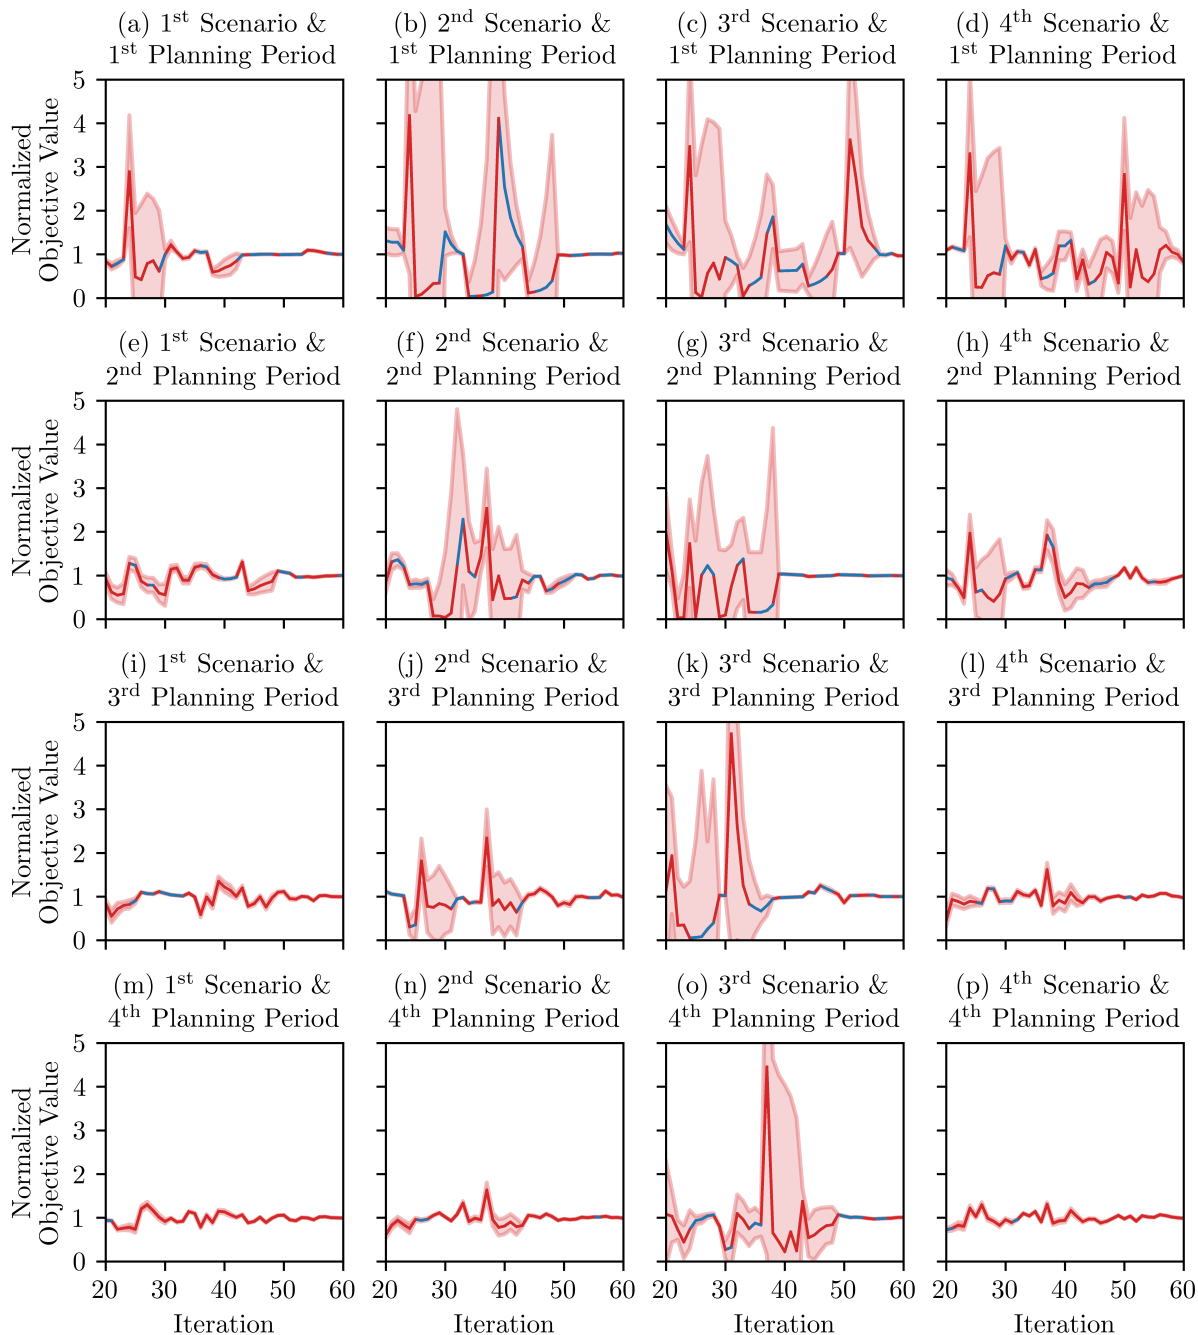 (a) 1st Scenario &
1st Planning Period
(b) 2nd Scenario &
1st Planning Period
(c) 3rd Scenario &
1st Planning Period
(d) 4th Scenario &
1st Planning Period
Normalized
Objective Value
5
4
3
2
1
0
(e) 1st Scenario &
2nd Planning Period
(f) 2nd Scenario &
2nd Planning Period
(g) 3rd Scenario &
2nd Planning Period
(h) 4th Scenario &
2nd Planning Period
Normalized
Objective Value
5
4
3
2
1
0
(i) 1st Scenario &
3rd Planning Period
(j) 2nd Scenario &
3rd Planning Period
(k) 3rd Scenario &
3rd Planning Period
(l) 4th Scenario &
3rd Planning Period
Normalized
Objective Value
5
4
3
2
1
0
(m) 1st Scenario &
4th Planning Period
(n) 2nd Scenario &
4th Planning Period
(o) 3rd Scenario &
4th Planning Period
(p) 4th Scenario &
4th Planning Period
Normalized
Objective Value
5
4
3
2
1
0
20 30 40 50 60
Iteration
20 30 40 50 60
Iteration
20 30 40 50 60
Iteration
20 30 40 50 60
Iteration